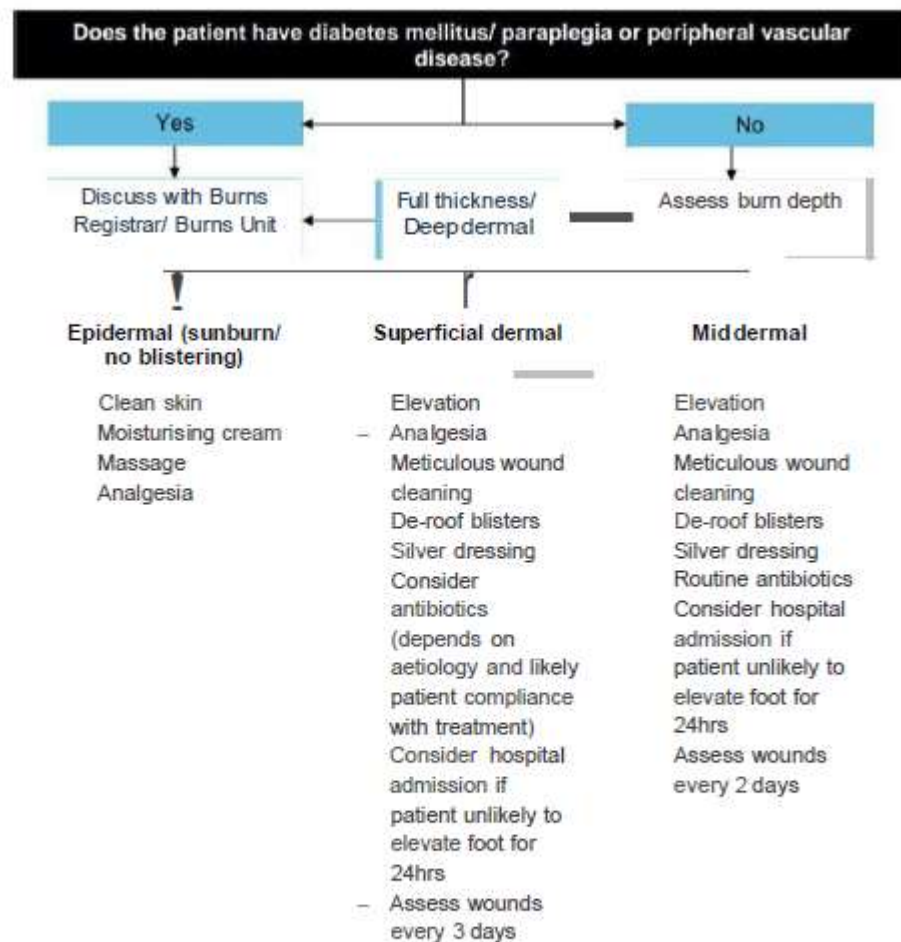 Does the patient have diabetes mellitus/ paraplegia or peripheral vascular
disease?
Yes
No
Discuss with Burns
Registrar/ Burns Unit
Full thickness/
Deep dermal
Assess burn depth
Epidermal (sunburn/
no blistering)
Clean skin
Moisturising cream
Massage
Analgesia
Superficial dermal
Elevation
– Analgesia
Meticulous wound
cleaning
De-roof blisters
Silver dressing
Consider
antibiotics
(depends on
aetiology and likely
patient compliance
with treatment)
Consider hospital
admission if
patient unlikely to
elevate foot for
24hrs
– Assess wounds
every 3 days
Mid dermal
Elevation
Analgesia
Meticulous wound
cleaning
De-roof blisters
Silver dressing
Routine antibiotics
Consider hospital
admission if
patient unlikely to
elevate foot for
24hrs
Assess wounds
every 2 days